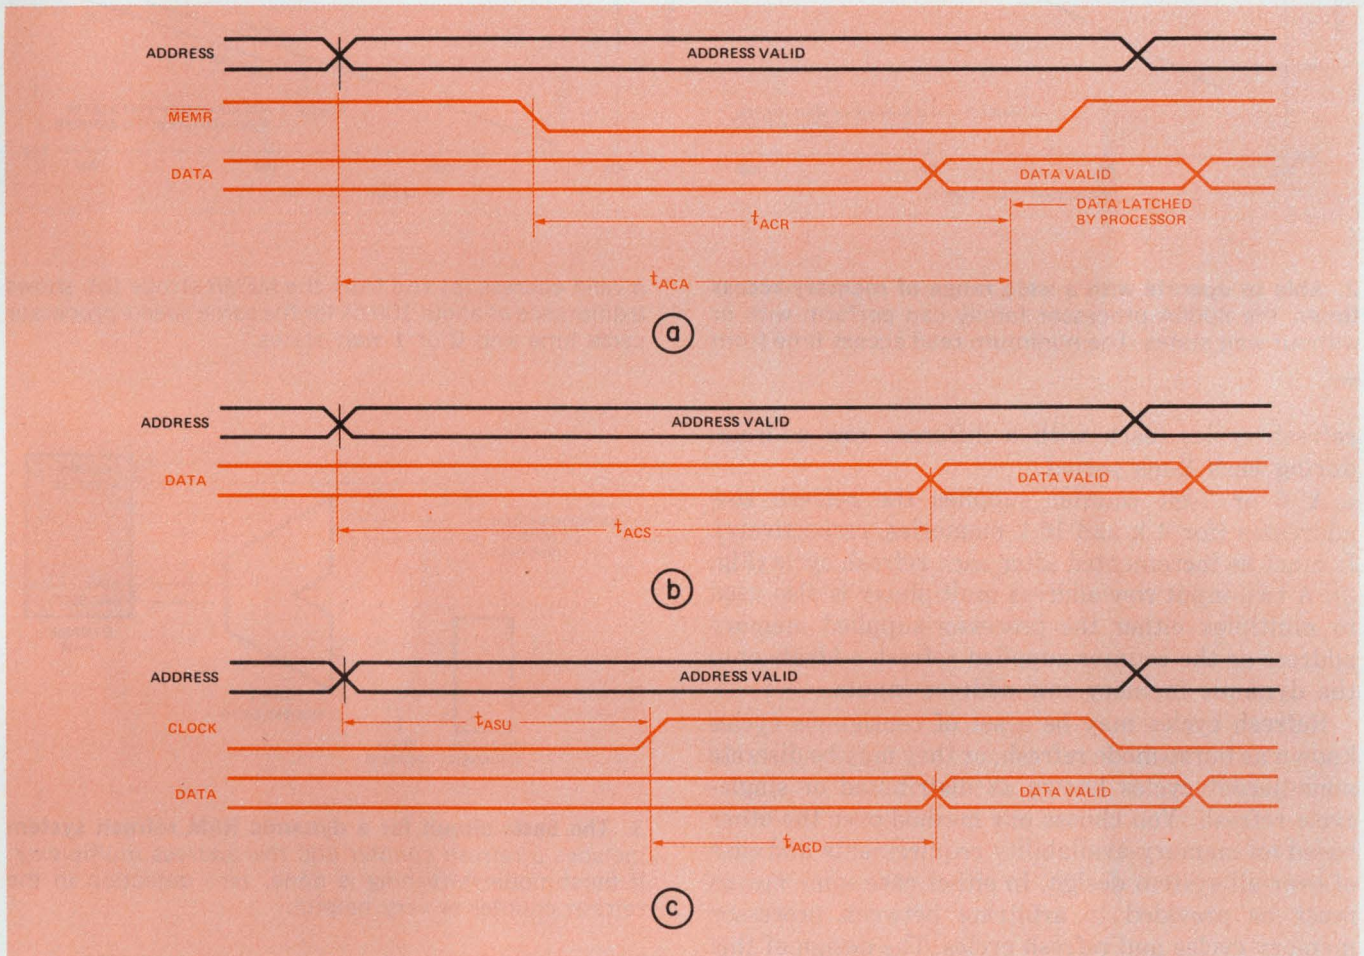 ADDRESS ADDRESS VALID
MEMR
DATA DATA VALID
DATA LATCHED
BY PROCESSOR
tACR
tACA
a
ADDRESS ADDRESS VALID
DATA DATA VALID
tACS
b
ADDRESS ADDRESS VALID
tASU
CLOCK
DATA DATA VALID
tACD
c